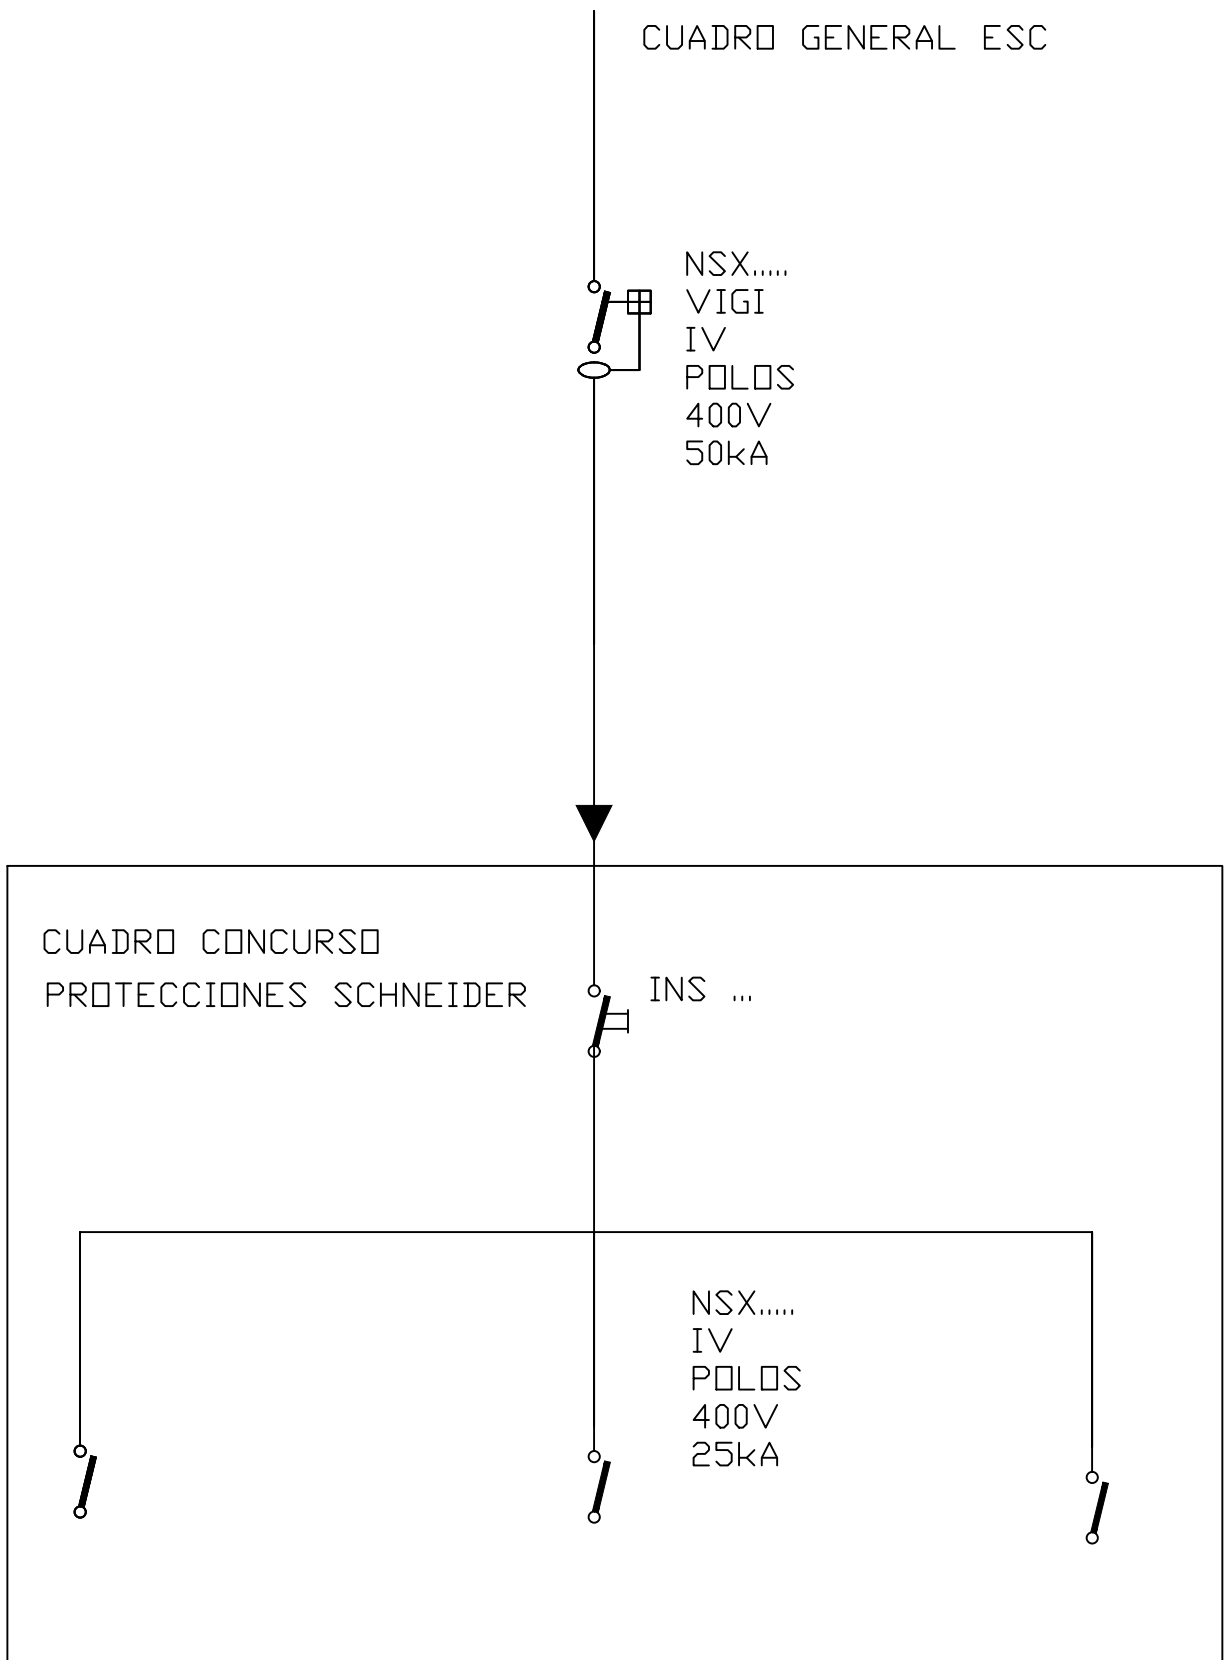 CUADRO GENERAL ESC
NSX.....
VIGI
IV
POLOS
400V
50kA
CUADRO CONCURSO
PROTECCIONES SCHNEIDER
INS ...
NSX.....
IV
POLOS
400V
25kA